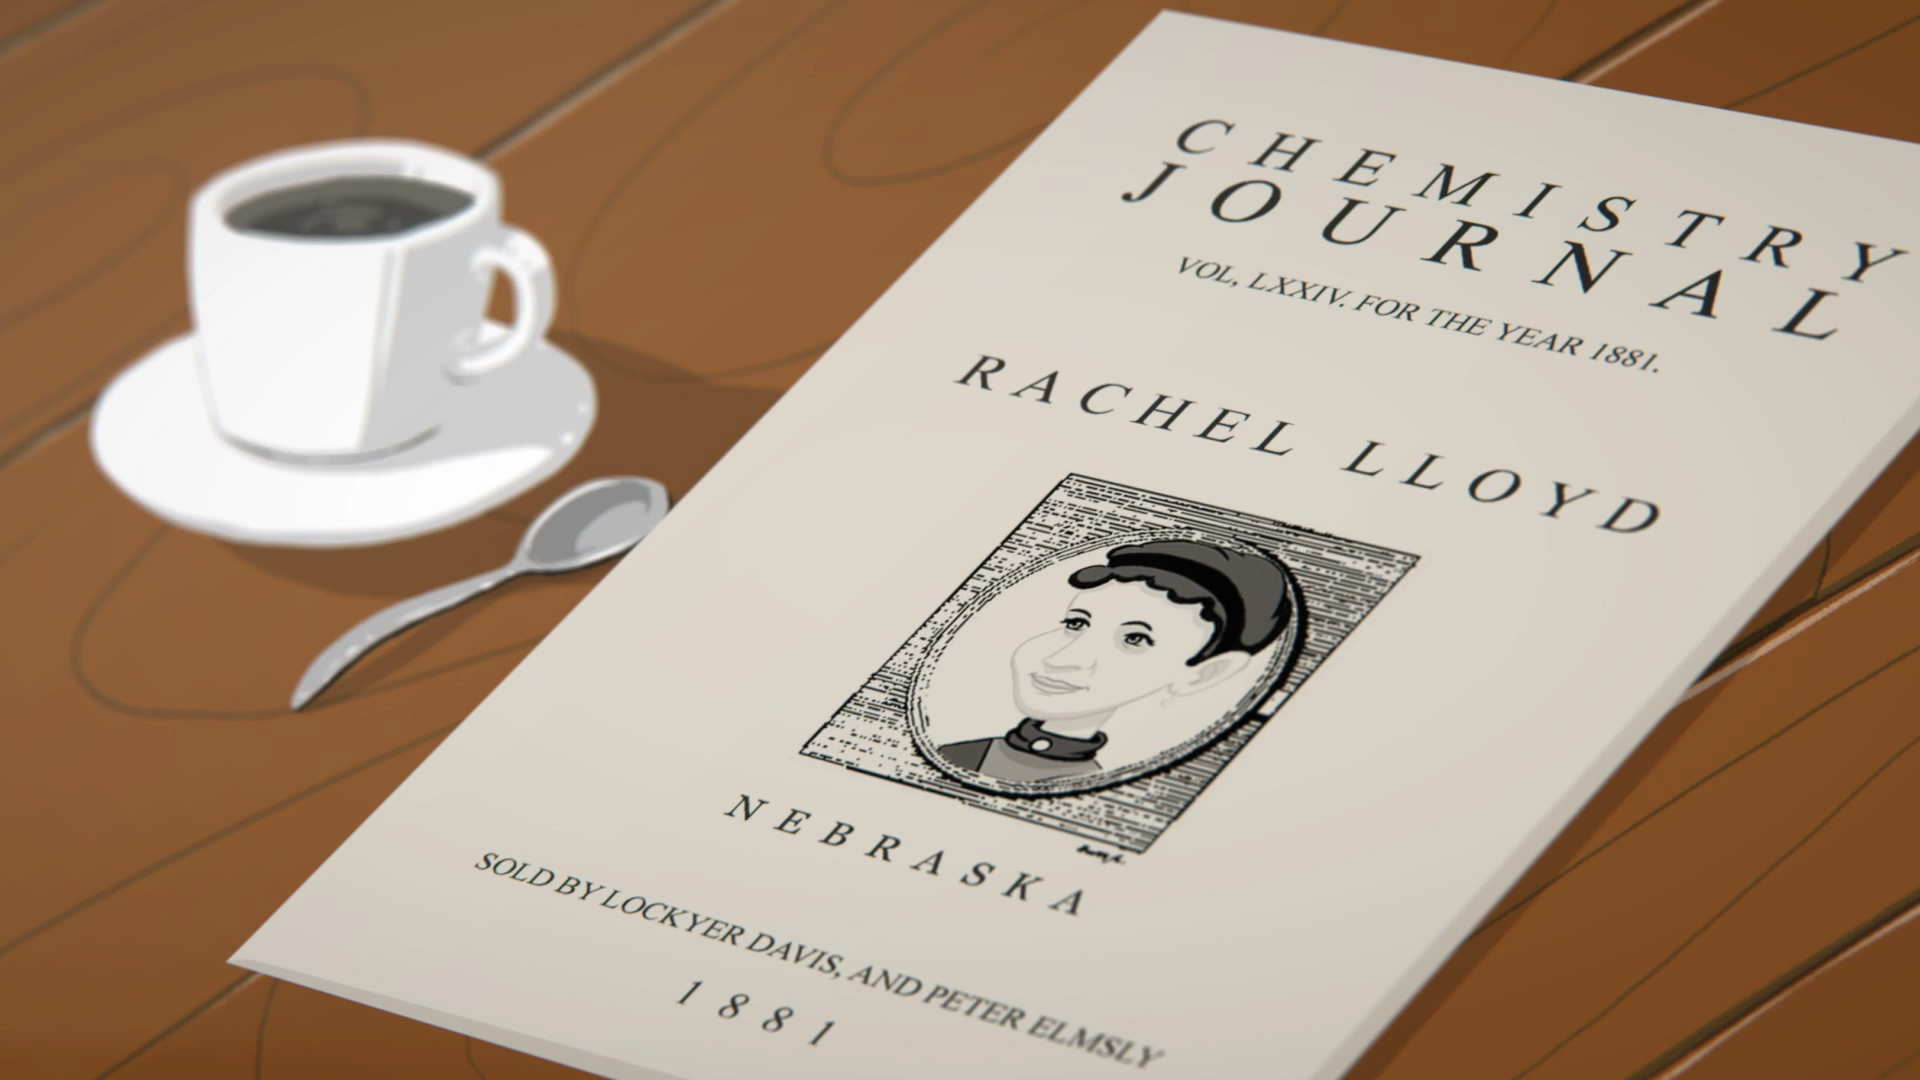 CHEMISTRY
JOURNAL
VOL, LXXIV. FOR THE YEAR 1881.
RACHEL LLOYD
NEBRASKA
SOLD BY LOCKYER DAVIS, AND PETER ELMSLY
1881